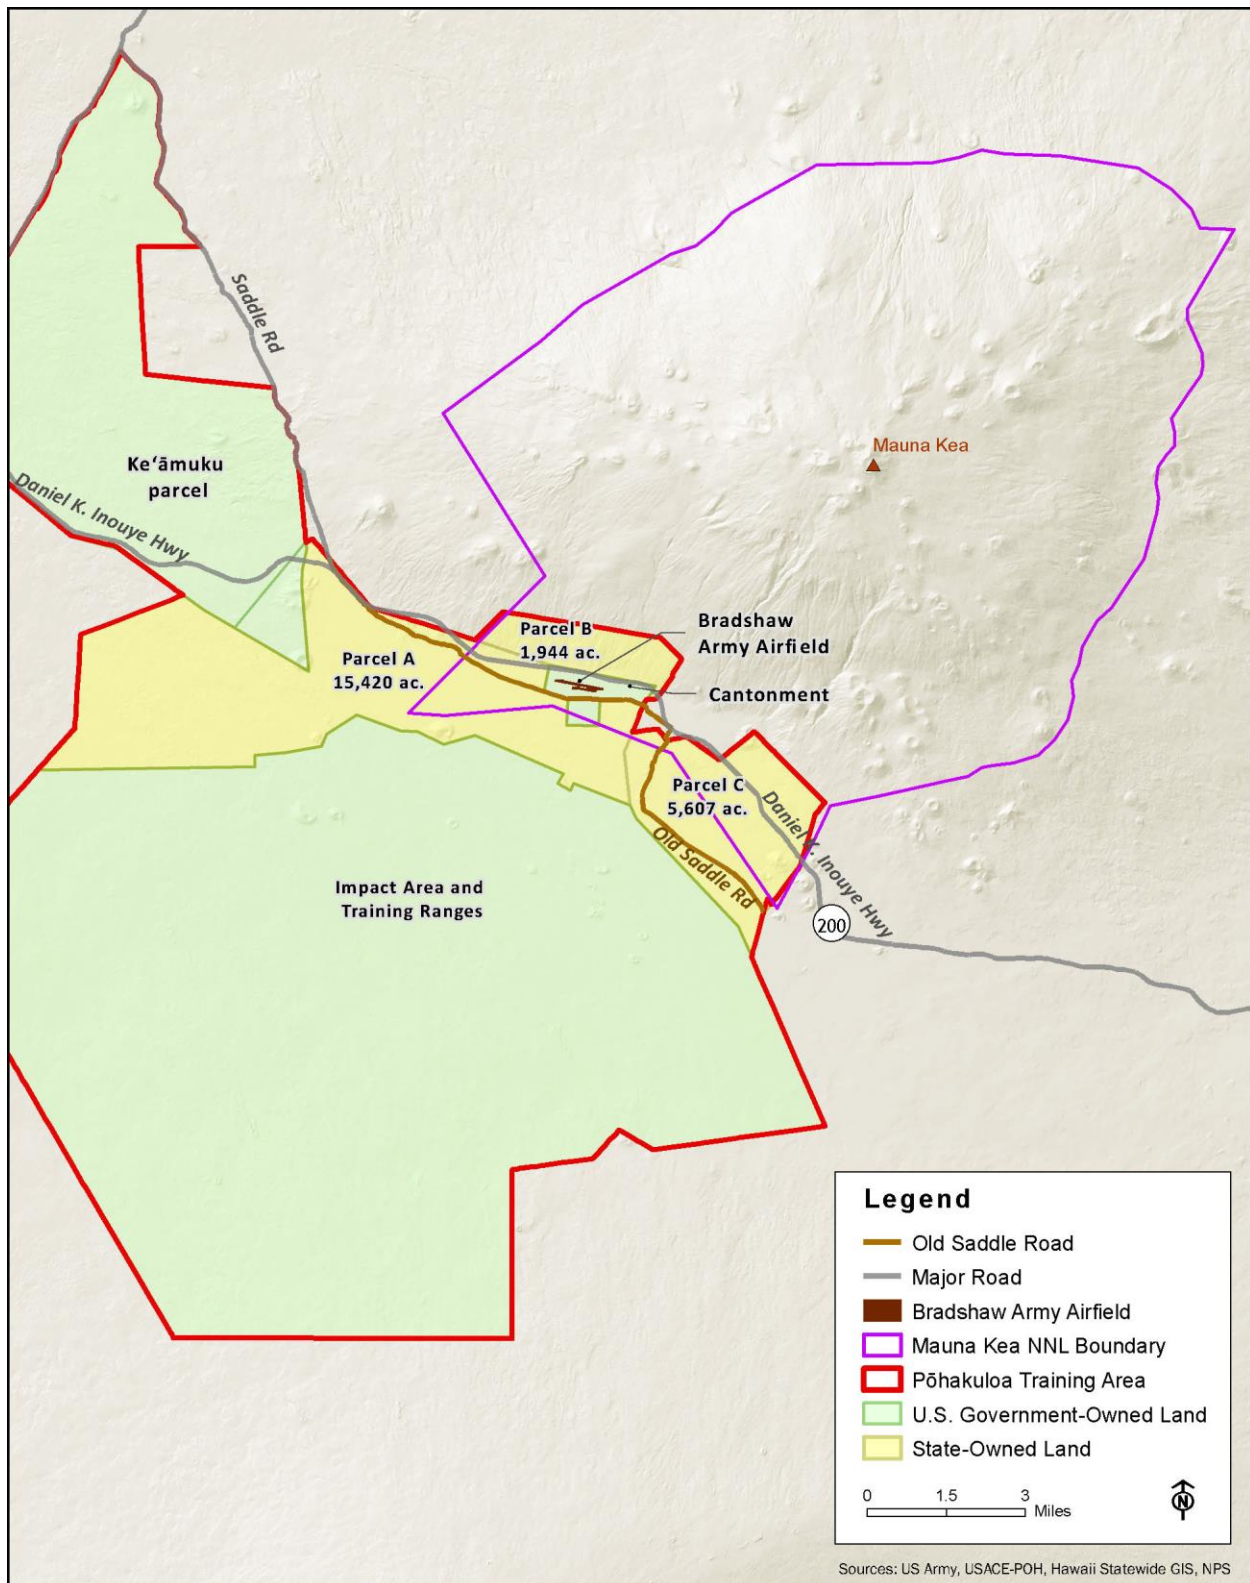 Saddle Rd
Mauna Kea
Keʻāmuku
parcel
Daniel K. Inouye Hwy
Parcel B
1,944 ac.
Bradshaw
Army Airfield
Parcel A
15,420 ac.
Cantonment
Parcel C
5,607 ac.
Daniel K. Inouye Hwy
Old Saddle Rd
Impact Area and
Training Ranges
200
Legend
Old Saddle Road
Major Road
Bradshaw Army Airfield
Mauna Kea NNL Boundary
Pōhakuloa Training Area
U.S. Government-Owned Land
State-Owned Land
0 1.5 3
Miles
N
Sources: US Army, USACE-POH, Hawaii Statewide GIS, NPS